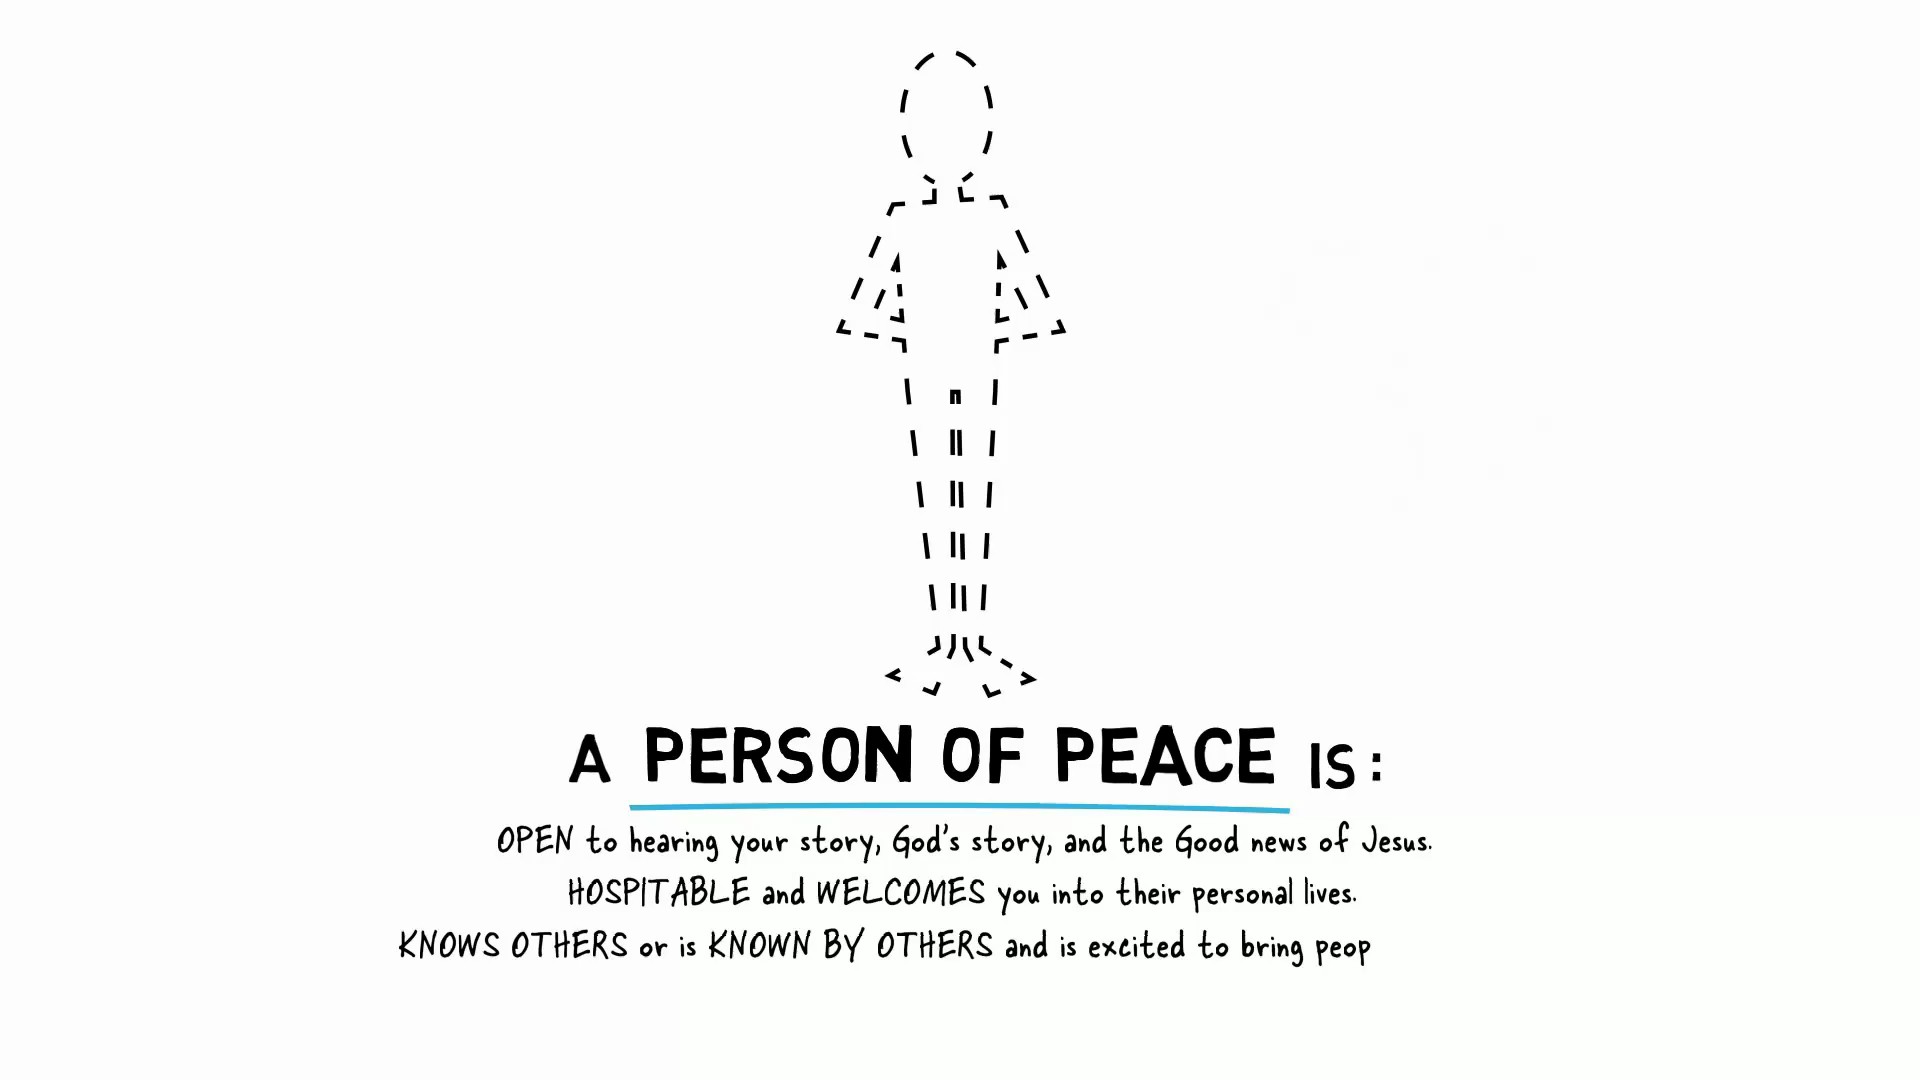 A PERSON OF PEACE IS:
OPEN to hearing your story, God's story, and the Good news of Jesus.
HOSPITABLE and WELCOMES you into their personal lives.
KNOWS OTHERS or is KNOWN BY OTHERS and is excited to bring peop